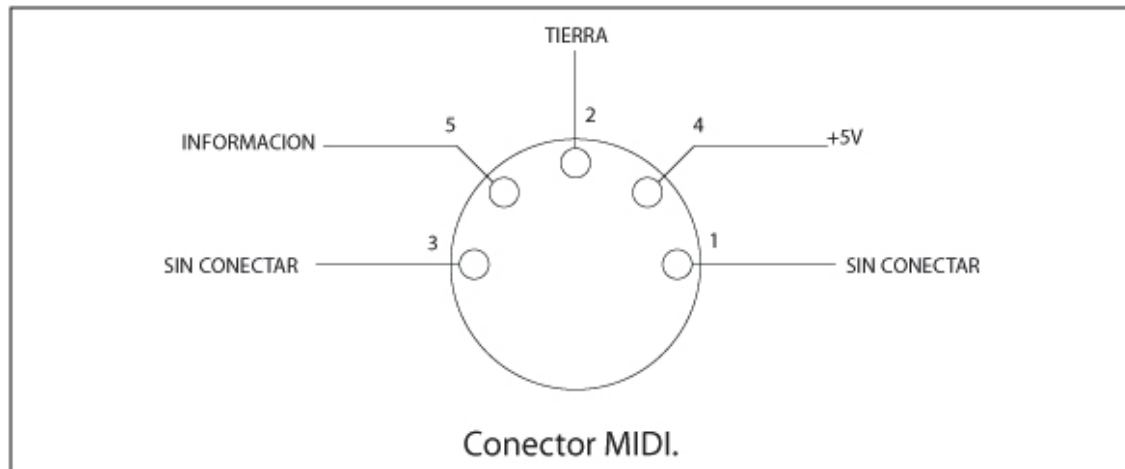 TIERRA
5 2 4
INFORMACION +5V
3 1
SIN CONECTAR SIN CONECTAR
Conector MIDI.